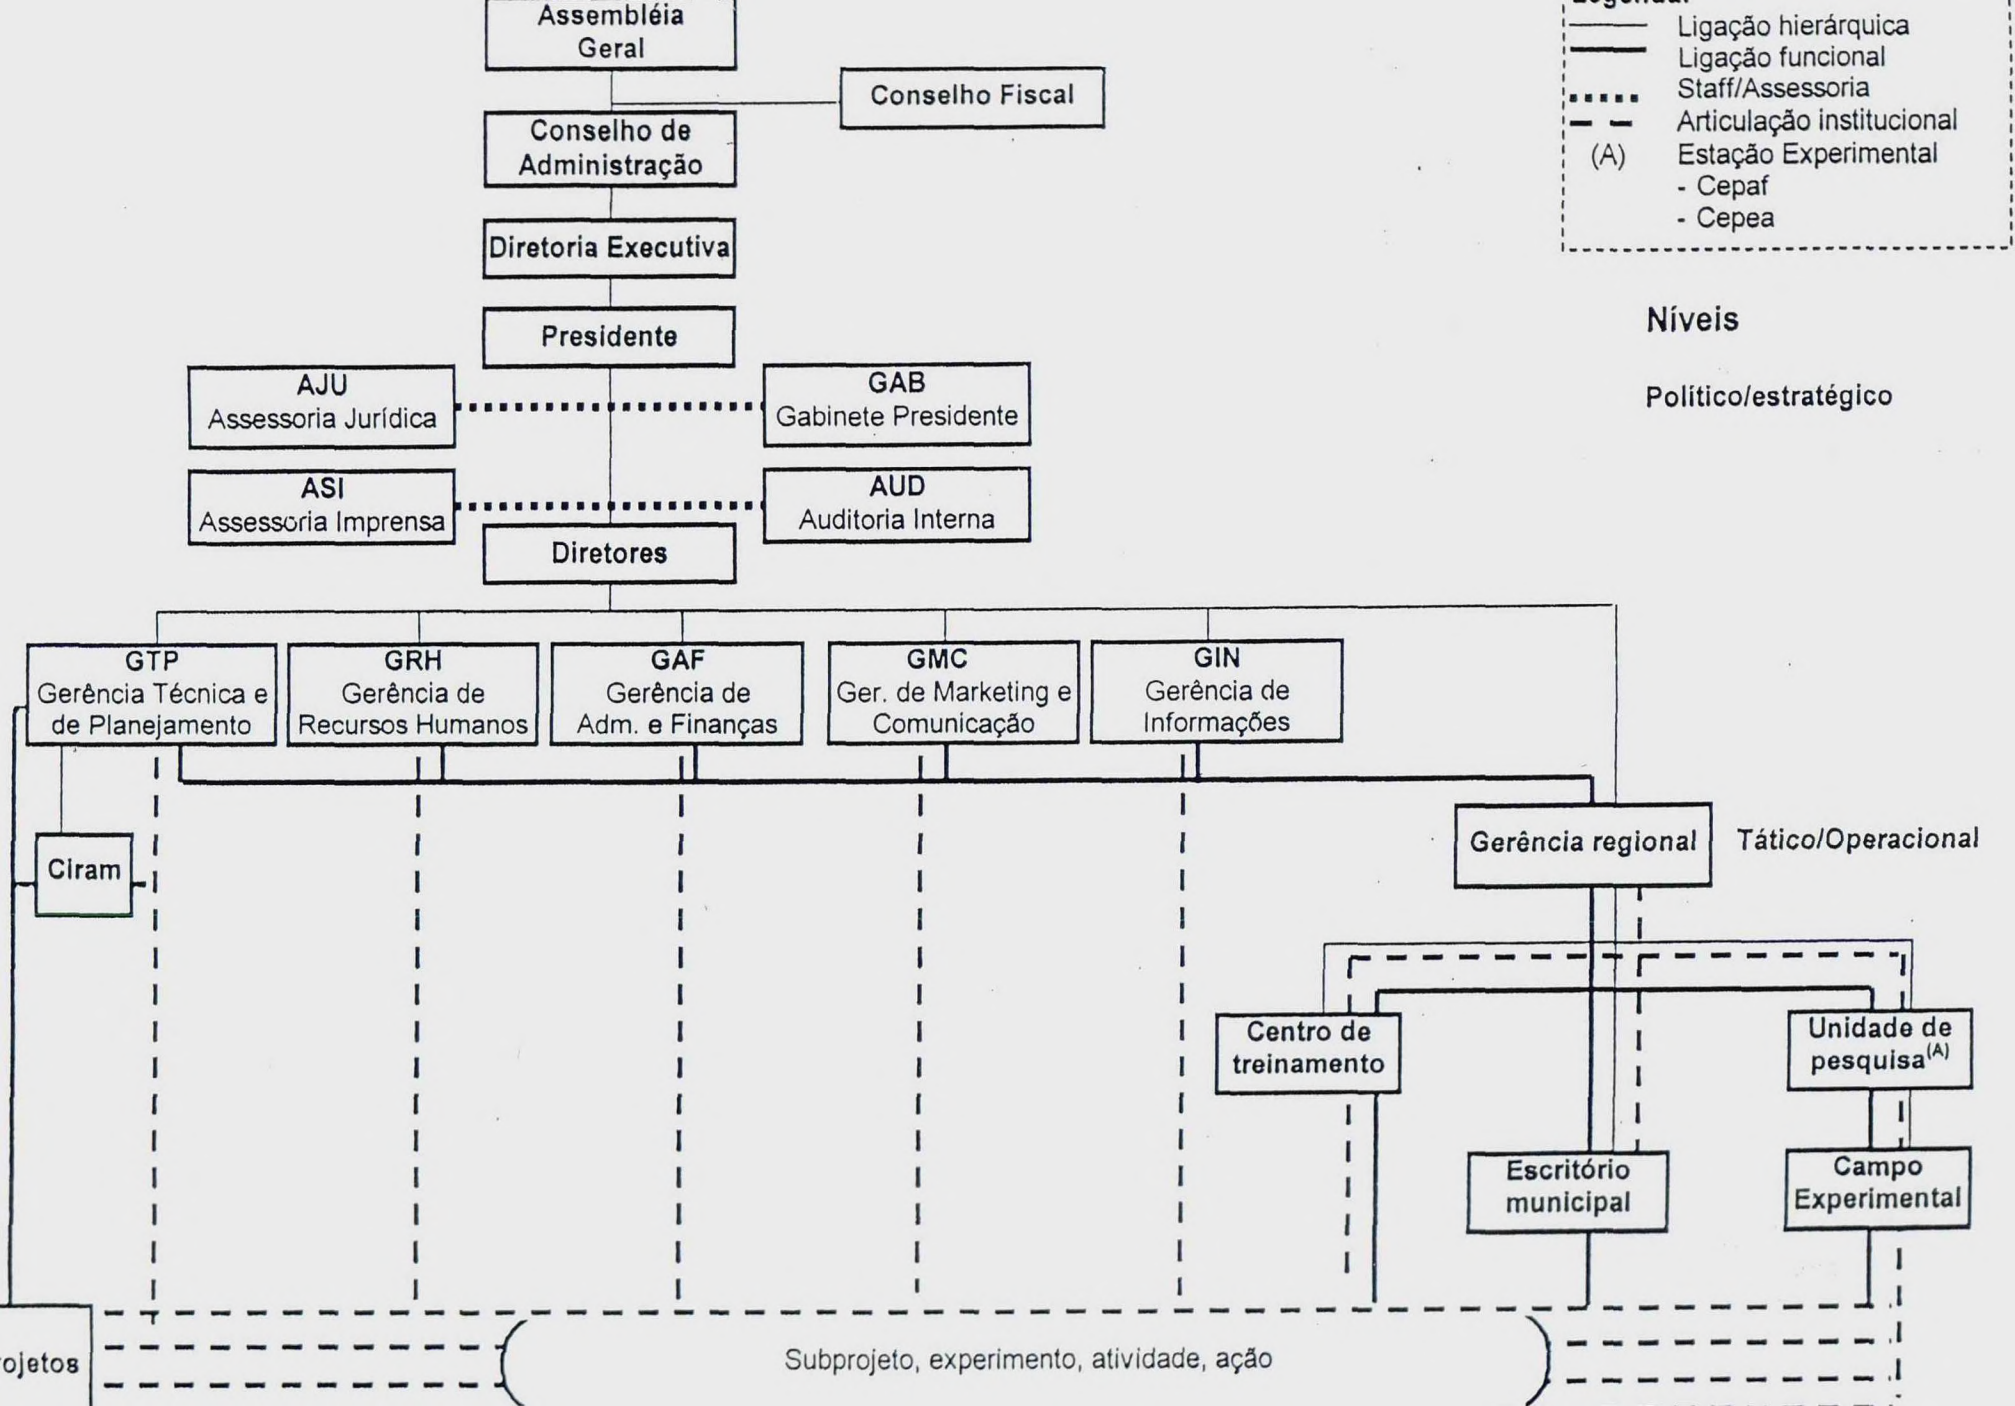 Assembléia
Geral
Conselho Fiscal
Conselho de
Administração
Diretoria Executiva
Presidente
AJU
Assessoria Jurídica
GAB
Gabinete Presidente
ASI
Assessoria Imprensa
AUD
Auditoria Interna
Diretores
Legenda:
Ligação hierárquica
Ligação funcional
Staff/Assessoria
Articulação institucional
(A) Estação Experimental
- Cepaf
- Cepea
Níveis
Político/estratégico
GTP
Gerência Técnica e
de Planejamento
GRH
Gerência de
Recursos Humanos
GAF
Gerência de
Adm. e Finanças
GMC
Ger. de Marketing e
Comunicação
GIN
Gerência de
Informações
Ciram
Gerência regional
Tático/Operacional
Centro de
treinamento
Unidade de
pesquisa(A)
Escritório
municipal
Campo
Experimental
ojetos
Subprojeto, experimento, atividade, ação